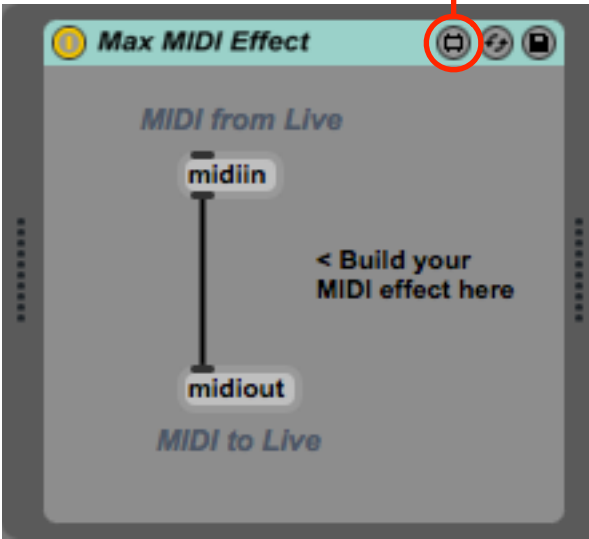 Max MIDI Effect
MIDI from Live
midiin
< Build your
MIDI effect here
midiout
MIDI to Live